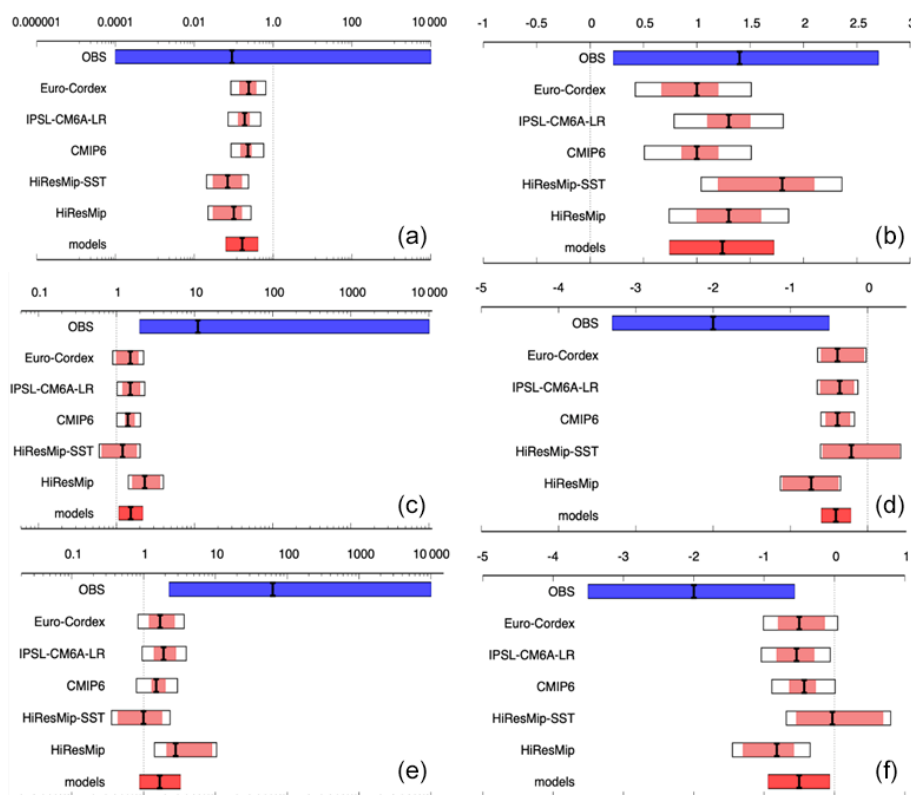 0.000001 0.0001 0.01 1.0 100 10 000
OBS
Euro-Cordex
IPSL-CM6A-LR
CMIP6
HiResMip-SST
HiResMip
models
(a)
-1 0 0.5 1 1.5 2 2.5 3
OBS
Euro-Cordex
IPSL-CM6A-LR
CMIP6
HiResMip-SST
HiResMip
models
(b)
0.1 1 10 100 1000 10 000
OBS
Euro-Cordex
IPSL-CM6A-LR
CMIP6
HiResMip-SST
HiResMip
models
(c)
-5 -4 -3 -2 -1 0
OBS
Euro-Cordex
IPSL-CM6A-LR
CMIP6
HiResMip-SST
HiResMip
models
(d)
0.1 1 10 100 1000 10 000
OBS
Euro-Cordex
IPSL-CM6A-LR
CMIP6
HiResMip-SST
HiResMip
models
(e)
-5 -4 -3 -2 -1 0 1
OBS
Euro-Cordex
IPSL-CM6A-LR
CMIP6
HiResMip-SST
HiResMip
models
(f)